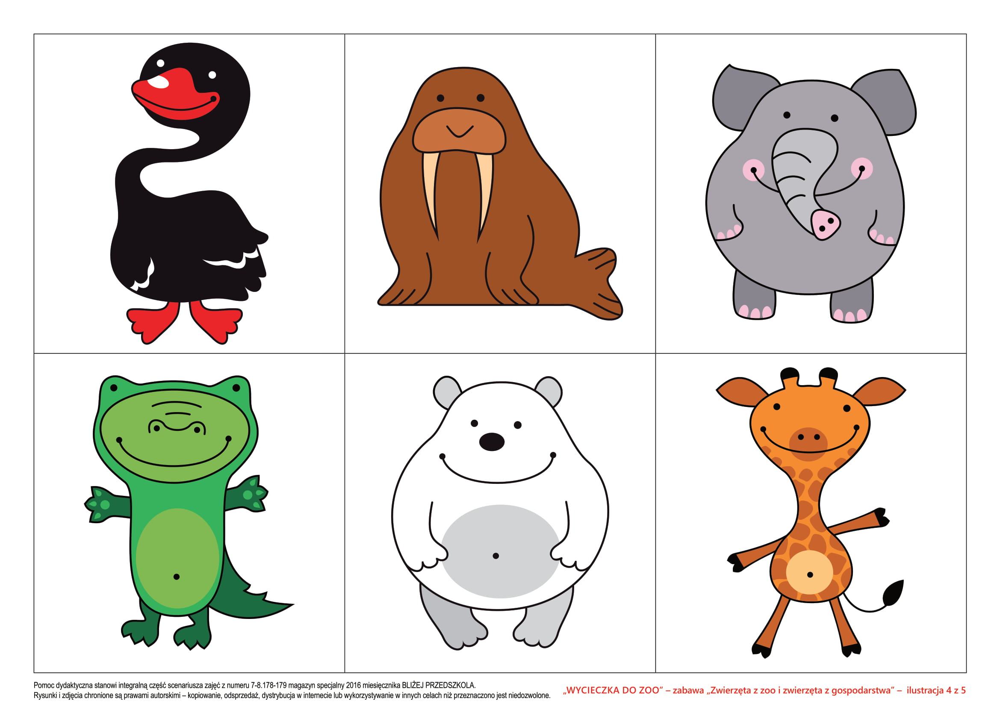 Pomoc dydaktyczna stanowi integralną część scenariusza zajęć z numeru 7-8.178-179 magazyn specjalny 2016 miesięcznika BLIŻEJ PRZEDSZKOLA.
Rysunki i zdjęcia chronione są prawami autorskimi – kopiowanie, odsprzedaż, dystrybucja w internecie lub wykorzystywanie w innych celach niż przeznaczono jest niedozwolone.
„WYCIECZKA DO ZOO” – zabawa „Zwierzęta z zoo i zwierzęta z gospodarstwa” – ilustracja 4 z 5